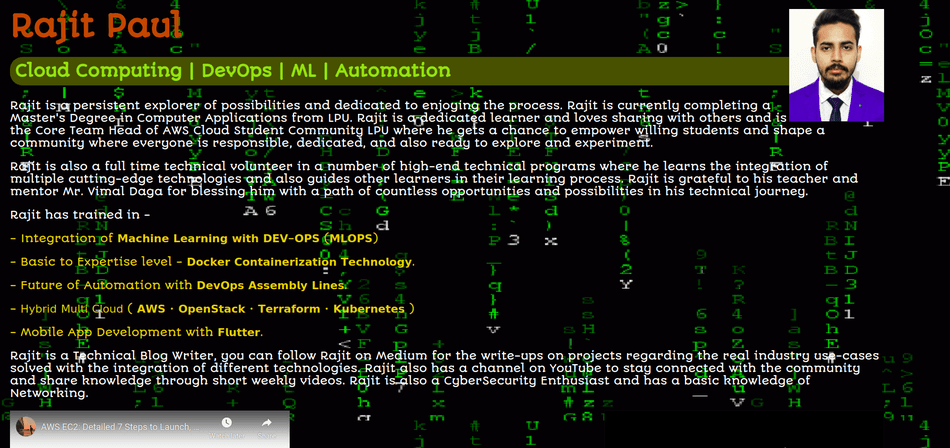 Rajit Paul
Cloud Computing | DevOps | ML | Automation
Rajit is a persistent explorer of possibilities and dedicated to enjoying the process. Rajit is currently completing a
Master's Degree in Computer Applications from LPU. Rajit is a dedicated learner and loves sharing with others and is
the Core Team Head of AWS Cloud Student Community LPU where he gets a chance to empower willing students and shape a
community where everyone is responsible, dedicated, and also ready to explore and experiment.
Rajit is also a full time technical volunteer in a number of high-end technical programs where he learns the integration of
multiple cutting-edge technologies and also guides other learners in their learning process. Rajit is grateful to his teacher and
mentor Mr. Vimal Daga for blessing him with a path of countless opportunities and possibilities in his technical journey.
Rajit has trained in -
- Integration of Machine Learning with DEV-OPS (MLOPS)
- Basic to Expertise level - Docker Containerization Technology.
- Future of Automation with DevOps Assembly Lines.
- Hybrid Multi Cloud ( AWS · OpenStack · Terraform · Kubernetes )
- Mobile App Development with Flutter.
Rajit is a Technical Blog Writer, you can follow Rajit on Medium for the write-ups on projects regarding the real industry use-cases
solved with the integration of different technologies. Rajit also has a channel on YouTube to stay connected with the community
and share knowledge through short weekly videos. Rajit is also a CyberSecurity Enthusiast and has a basic knowledge of
Networking.
AWS EC2: Detailed 7 Steps to Launch, ...